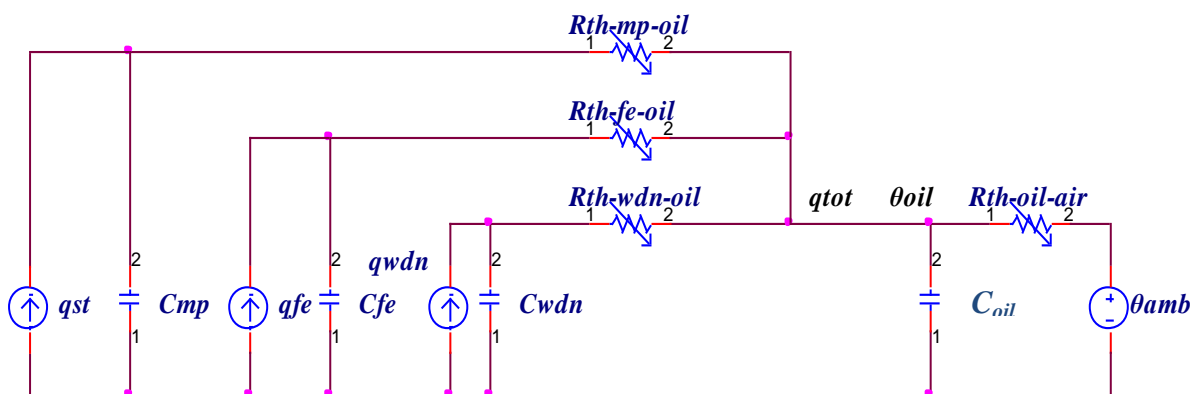 Rth-mp-oil
1 2
Rth-fe-oil
1 2
Rth-wdn-oil qtot θoil Rth-oil-air
1 2 1 2
2 2 qwdn 2 2
qst Cmp qfe Cfe Cwdn Coil + - θamb
1 1 1 1